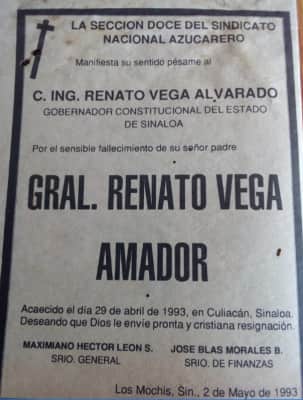 LA SECCION DOCE DEL SINDICATO
NACIONAL AZUCARERO
Manifiesta su sentido pésame al
C. ING. RENATO VEGA ALVARADO
GOBERNADOR CONSTITUCIONAL DEL ESTADO
DE SINALOA
Por el sensible fallecimiento de su señor padre
GRAL. RENATO VEGA
AMADOR
Acaecido el día 29 de abril de 1993, en Culiacán, Sinaloa.
Deseando que Dios le envíe pronta y cristiana resignación.
MAXIMIANO HECTOR LEON S. JOSE BLAS MORALES B.
SRIO. GENERAL SRIO. DE FINANZAS
Los Mochis, Sin., 2 de Mayo de 1993